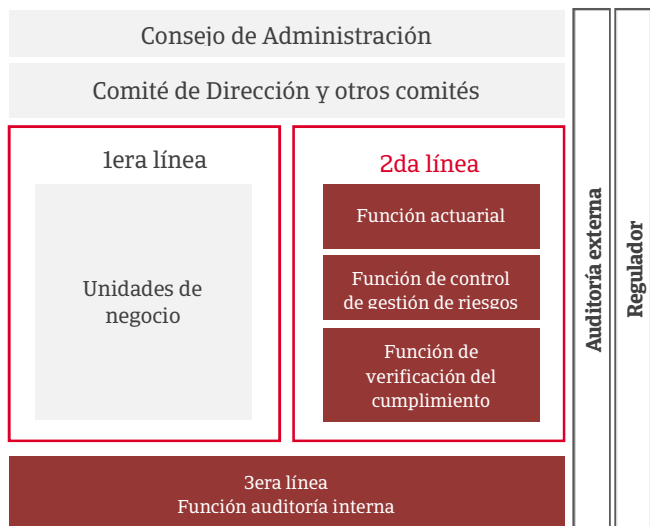 Consejo de Administración
Comité de Dirección y otros comités
1era línea
Unidades de
negocio
2da línea
Función actuarial
Función de control
de gestión de riesgos
Función de
verificación del
cumplimiento
3era línea
Función auditoría interna
Auditoría externa
Regulador